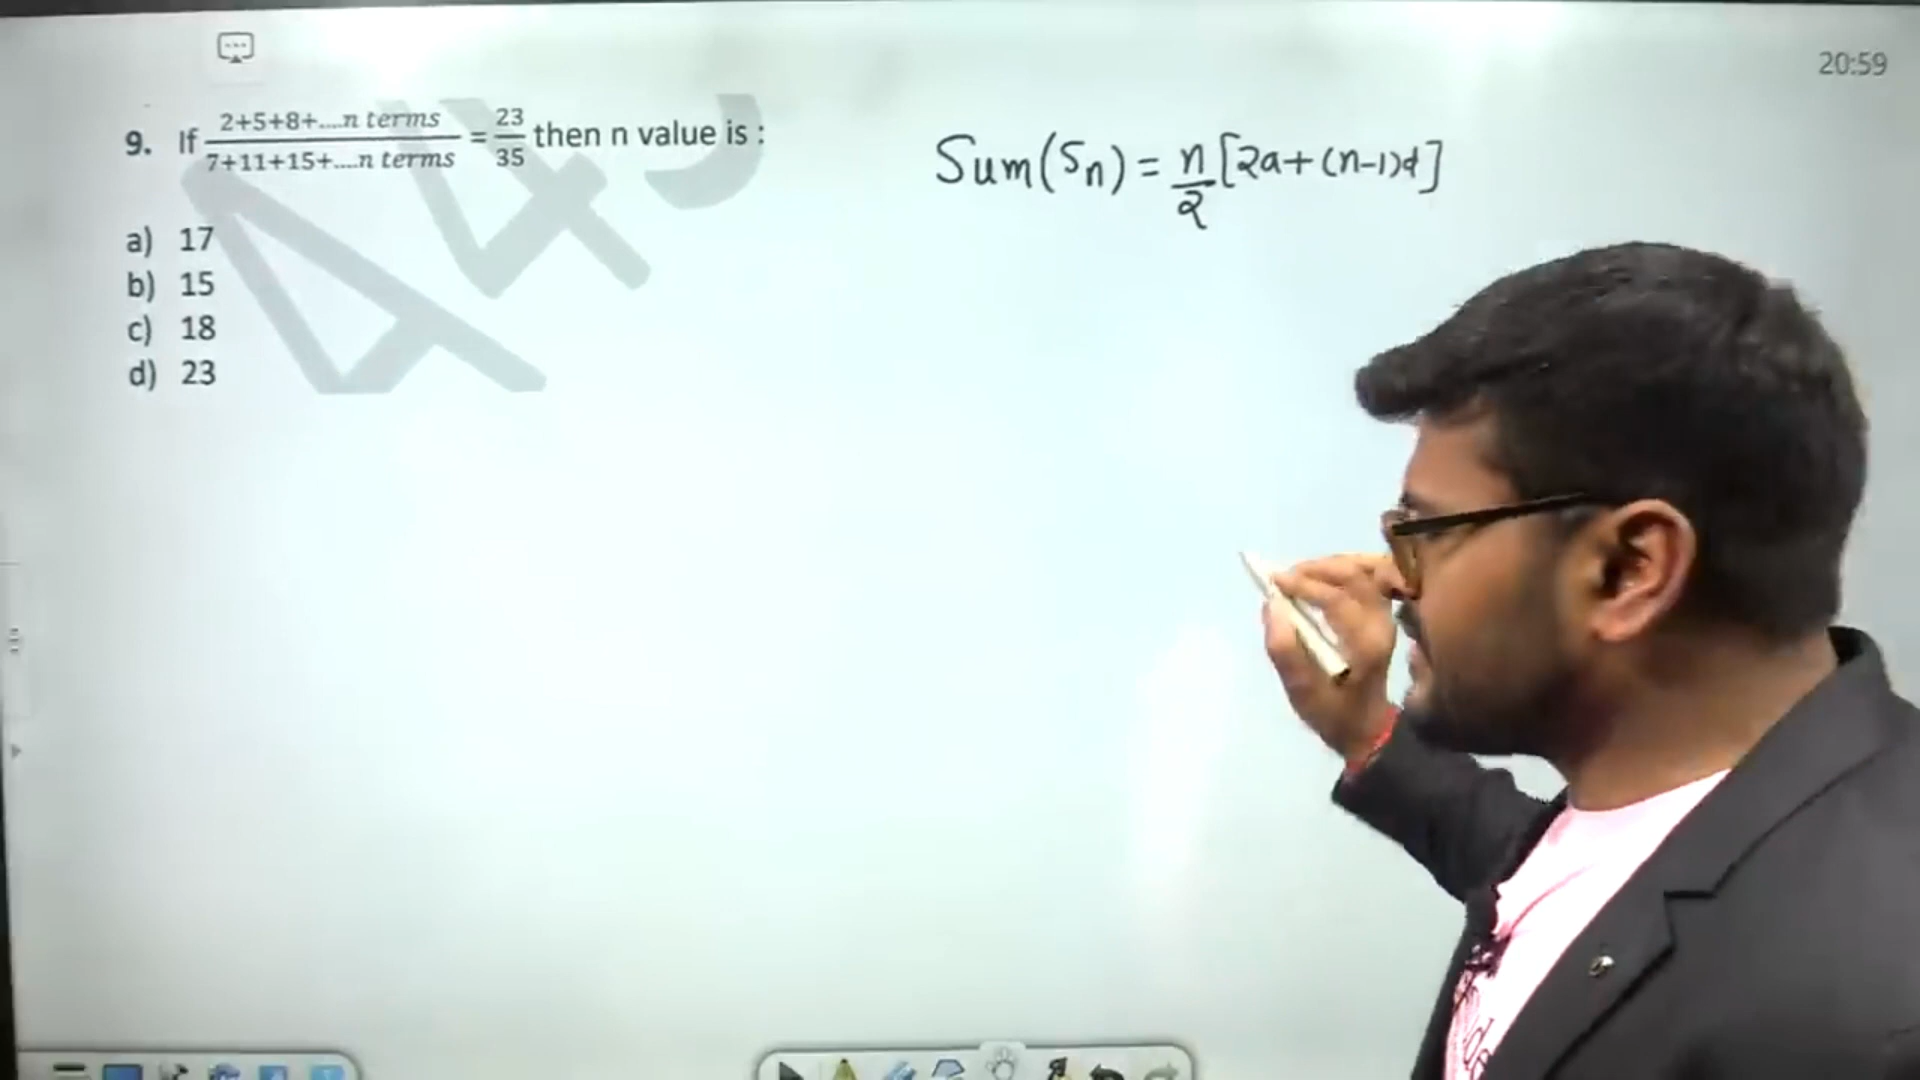 20:59
9. If 2+5+8+....n terms / 7+11+15+....n terms = 23/35 then n value is :
Sum(Sn) = n/2 [2a+(n-1)d]
a) 17
b) 15
c) 18
d) 23